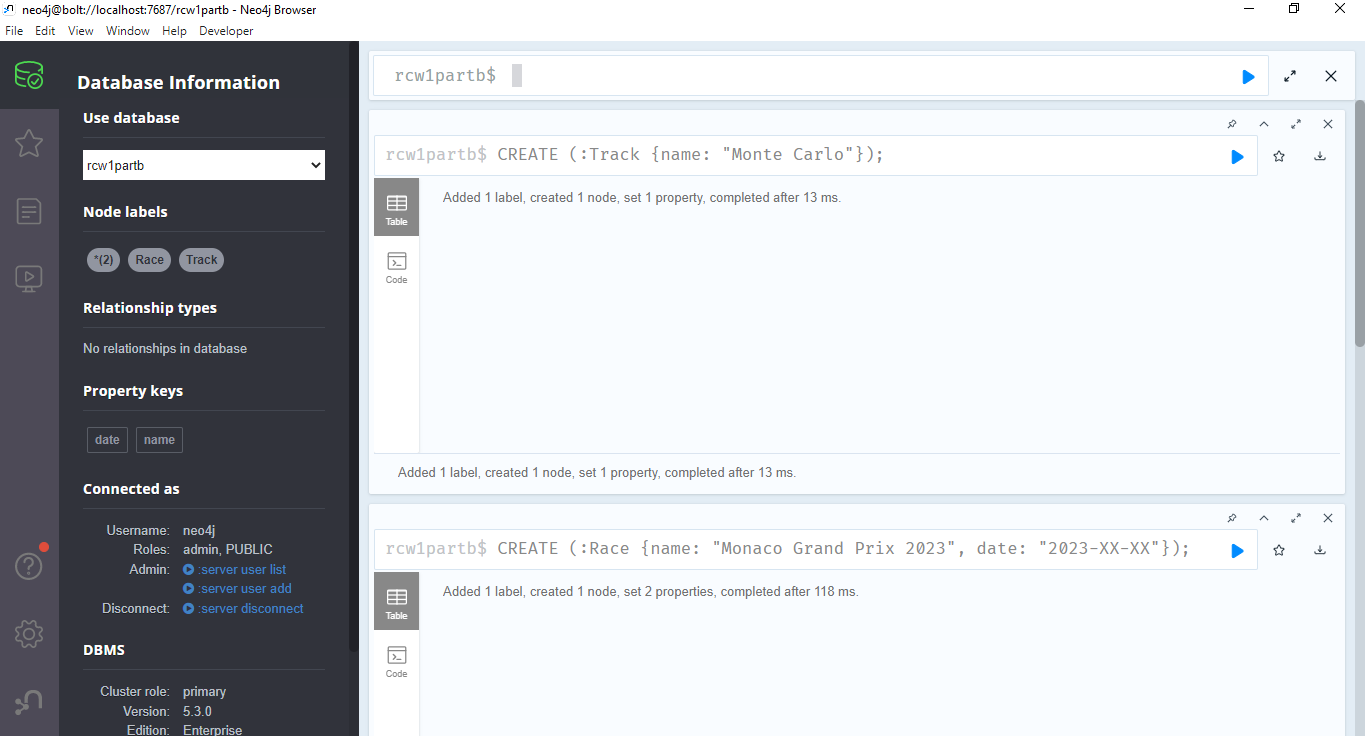 neo4j@bolt://localhost:7687/rcw1partb - Neo4j Browser
File Edit View Window Help Developer
Database Information
Use database
rcw1partb
Node labels
*(2) Race Track
Relationship types
No relationships in database
Property keys
date name
Connected as
Username: neo4j
Roles: admin, PUBLIC
Admin: :server user list
:server user add
Disconnect: :server disconnect
DBMS
Cluster role: primary
Version: 5.3.0
Edition: Enterprise
rcw1partb$
rcw1partb$ CREATE (:Track {name: "Monte Carlo"});
Table
Added 1 label, created 1 node, set 1 property, completed after 13 ms.
Code
Added 1 label, created 1 node, set 1 property, completed after 13 ms.
rcw1partb$ CREATE (:Race {name: "Monaco Grand Prix 2023", date: "2023-XX-XX"});
Table
Added 1 label, created 1 node, set 2 properties, completed after 118 ms.
Code